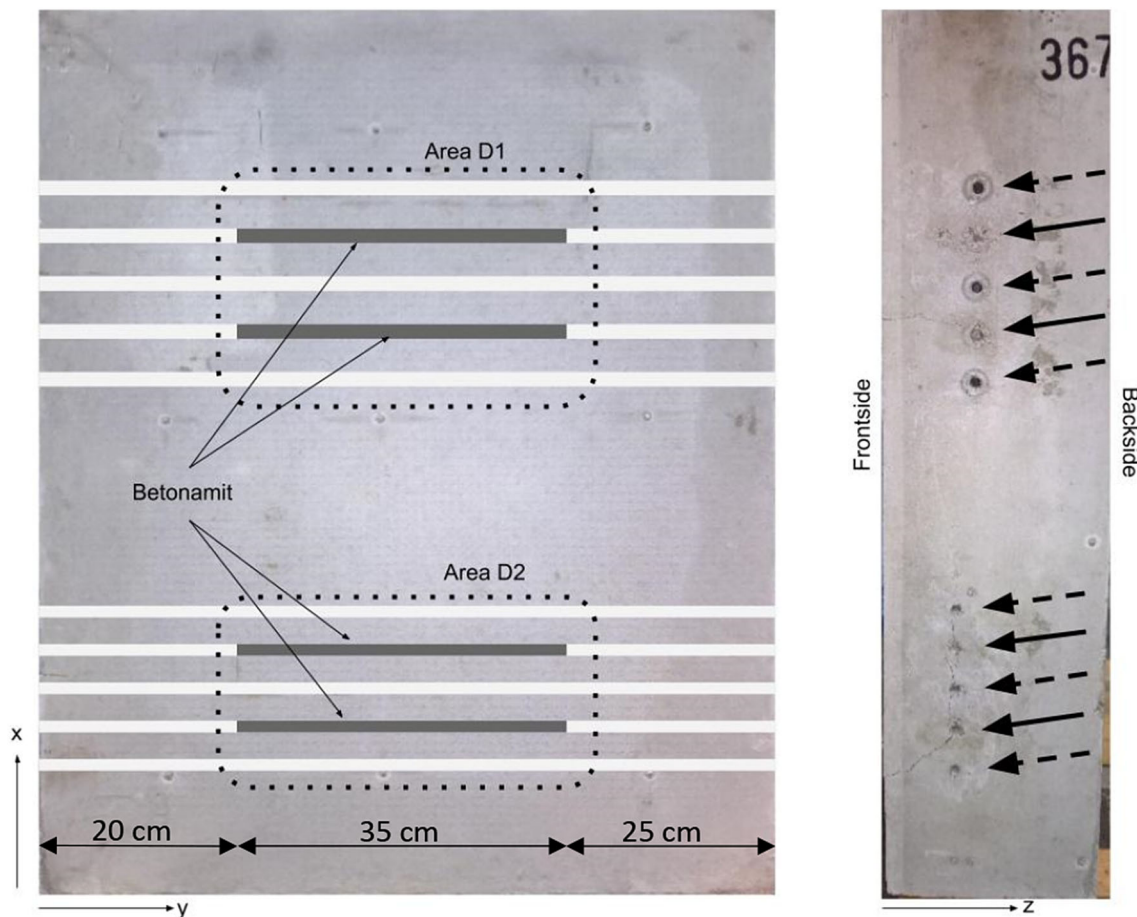 Area D1
Betonamit
Area D2
20 cm
35 cm
25 cm
x
y
367
Frontside
Backside
z